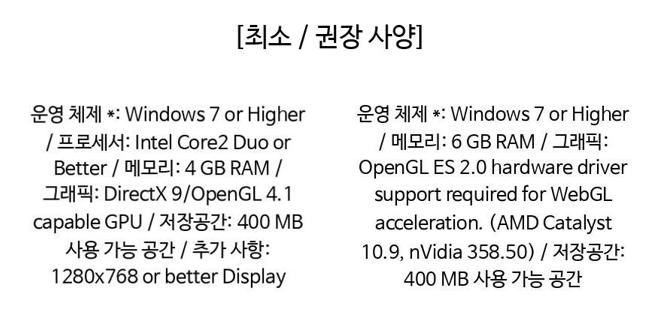 [최소 / 권장 사양]
운영 체제 *: Windows 7 or Higher
/ 프로세서: Intel Core2 Duo or
Better / 메모리: 4 GB RAM /
그래픽: DirectX 9/OpenGL 4.1
capable GPU / 저장공간: 400 MB
사용 가능 공간 / 추가 사항:
1280x768 or better Display
운영 체제 *: Windows 7 or Higher
/ 메모리: 6 GB RAM / 그래픽:
OpenGL ES 2.0 hardware driver
support required for WebGL
acceleration. (AMD Catalyst
10.9, nVidia 358.50) / 저장공간:
400 MB 사용 가능 공간